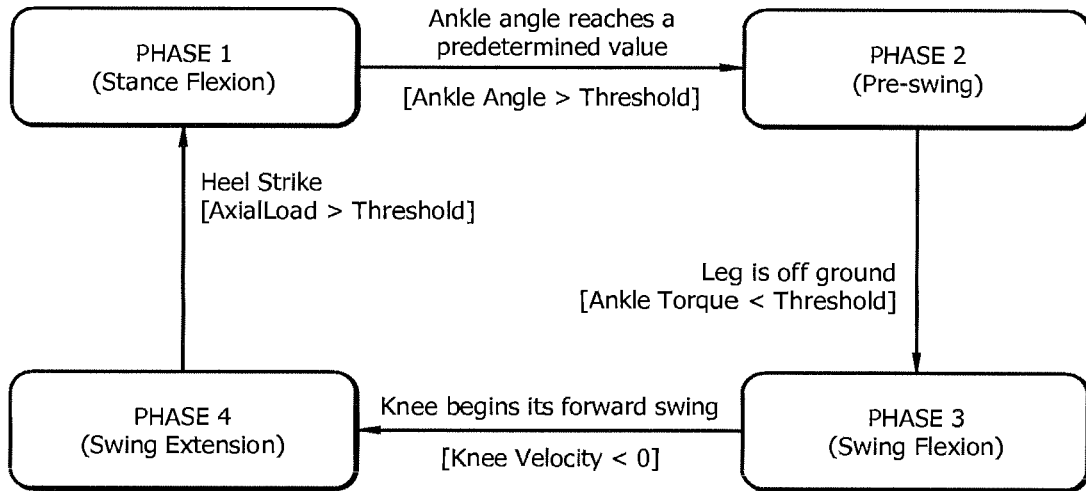 PHASE 1
(Stance Flexion)
Ankle angle reaches a
predetermined value
[Ankle Angle > Threshold]
PHASE 2
(Pre-swing)
Heel Strike
[AxialLoad > Threshold]
Leg is off ground
[Ankle Torque < Threshold]
PHASE 4
(Swing Extension)
Knee begins its forward swing
[Knee Velocity < 0]
PHASE 3
(Swing Flexion)